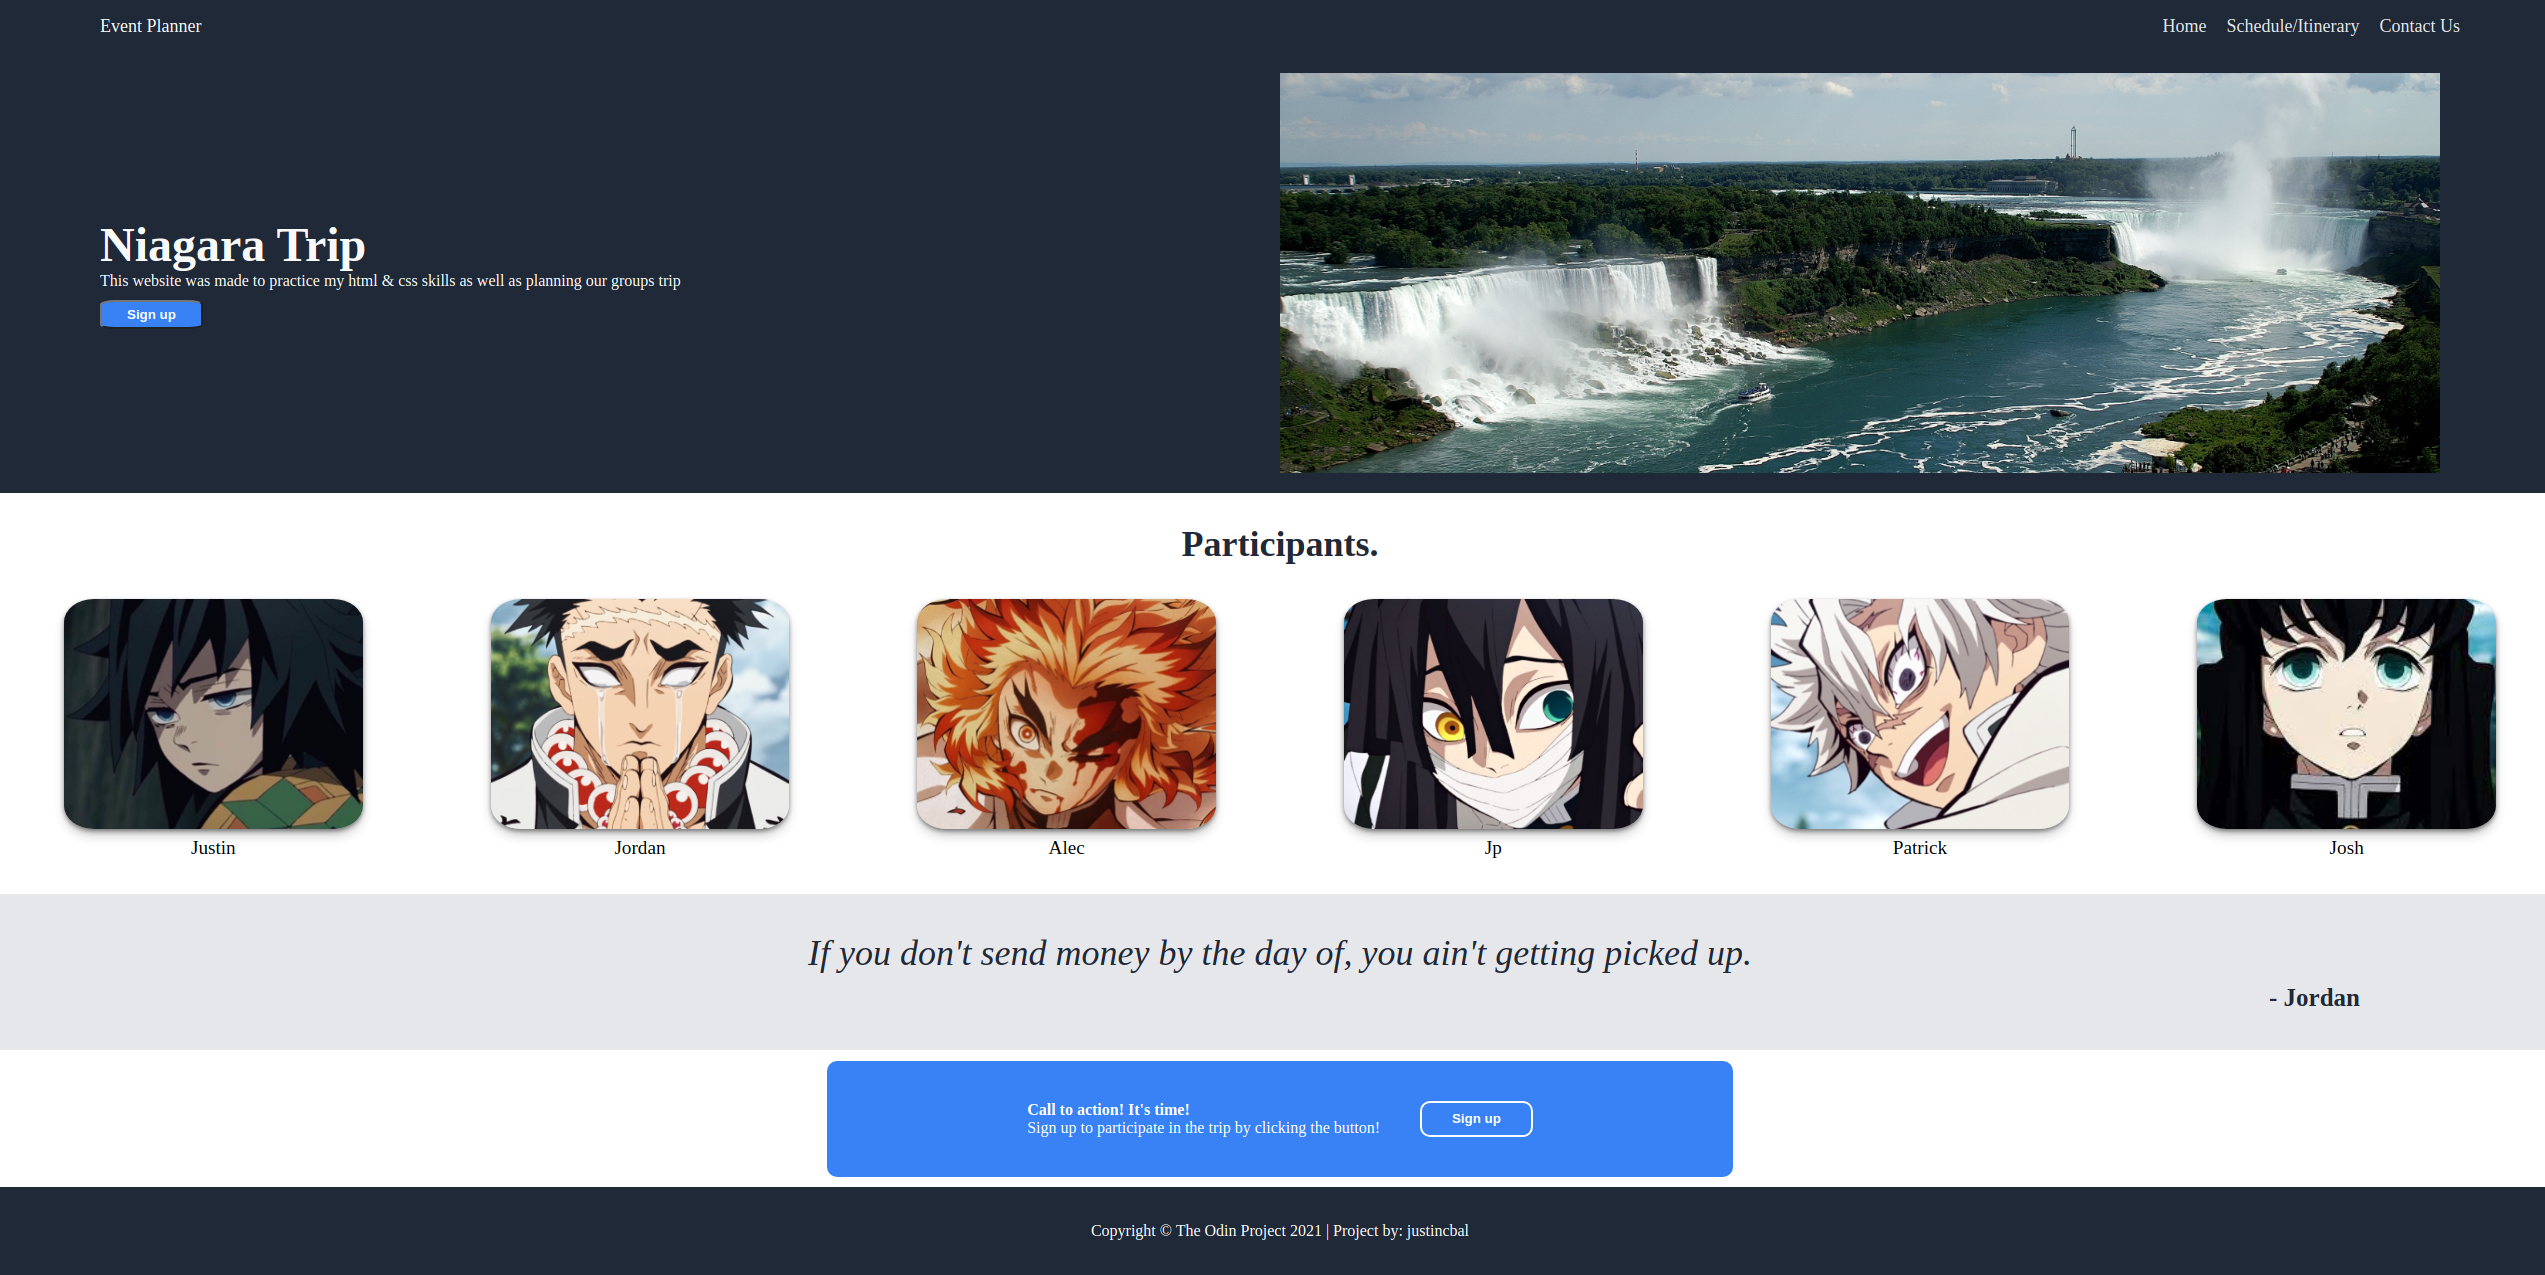 Event Planner
Home Schedule/Itinerary Contact Us
Niagara Trip
This website was made to practice my html & css skills as well as planning our groups trip
Sign up
Participants.
Justin
Jordan
Alec
Jp
Patrick
Josh
If you don't send money by the day of, you ain't getting picked up.
- Jordan
Call to action! It's time!
Sign up to participate in the trip by clicking the button!
Sign up
Copyright © The Odin Project 2021 | Project by: justincbal